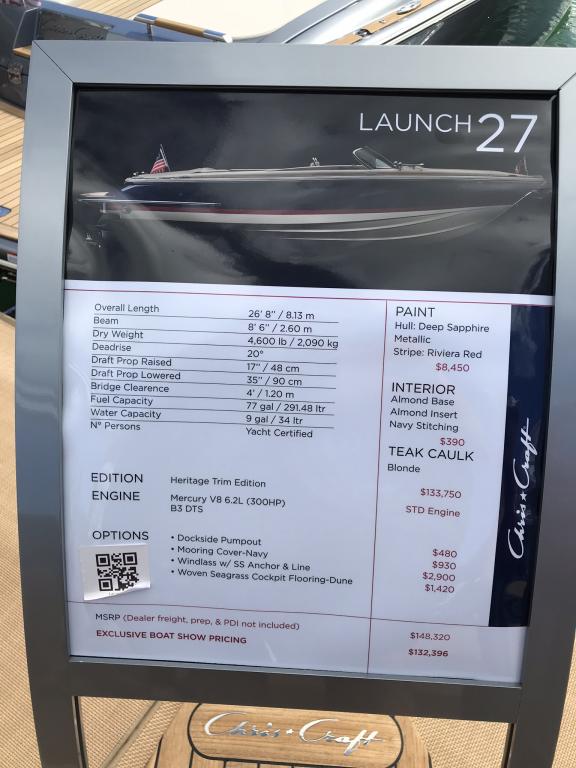 LAUNCH 27
Overall Length 26' 8" / 8.13 m
Beam 8' 6" / 2.60 m
Dry Weight 4,600 lb / 2,090 kg
Deadrise 20°
Draft Prop Raised 17" / 48 cm
Draft Prop Lowered 35" / 90 cm
Bridge Clearence 4' / 1.20 m
Fuel Capacity 77 gal / 291.48 ltr
Water Capacity 9 gal / 34 ltr
N° Persons Yacht Certified
PAINT
Hull: Deep Sapphire
Metallic
Stripe: Riviera Red
$8,450
INTERIOR
Almond Base
Almond Insert
Navy Stitching
$390
TEAK CAULK
Blonde
EDITION Heritage Trim Edition $133,750
ENGINE Mercury V8 6.2L (300HP) STD Engine
B3 DTS
OPTIONS
• Dockside Pumpout $480
• Mooring Cover-Navy $930
• Windlass w/ SS Anchor & Line $2,900
• Woven Seagrass Cockpit Flooring-Dune $1,420
Chris★Craft
MSRP (Dealer freight, prep, & PDI not included) $148,320
EXCLUSIVE BOAT SHOW PRICING $132,396
Chris★Craft